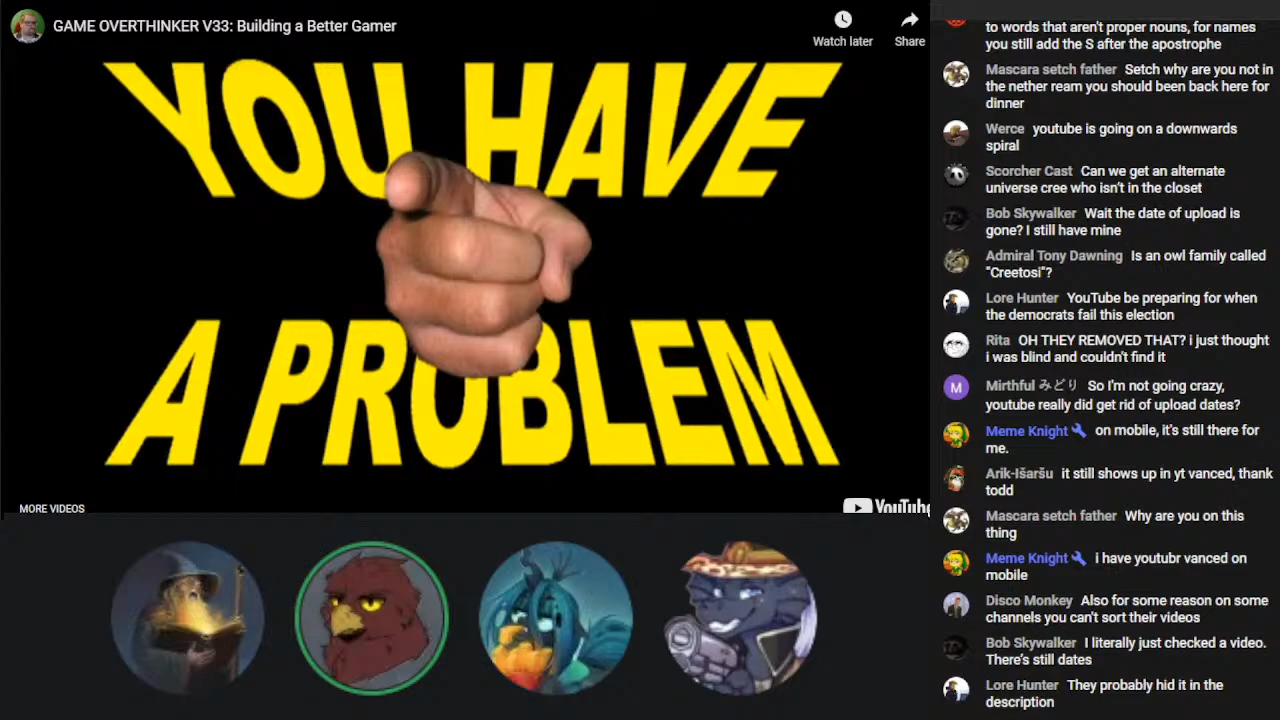 GAME OVERTHINKER V33: Building a Better Gamer
Watch later
Share
YOU HAVE
A PROBLEM
MORE VIDEOS
YouTube
to words that aren't proper nouns, for names
you still add the S after the apostrophe
Mascara setch father Setch why are you not in
the nether ream you should been back here for
dinner
Werce youtube is going on a downwards
spiral
Scorcher Cast Can we get an alternate
universe cree who isn't in the closet
Bob Skywalker Wait the date of upload is
gone? I still have mine
Admiral Tony Dawning Is an owl family called
"Creetosi"?
Lore Hunter YouTube be preparing for when
the democrats fail this election
Rita OH THEY REMOVED THAT? i just thought
i was blind and couldn't find it
M
Mirthful みどり So I'm not going crazy,
youtube really did get rid of upload dates?
Meme Knight on mobile, it's still there for
me.
Arik-Išaršu it still shows up in yt vanced, thank
todd
Mascara setch father Why are you on this
thing
Meme Knight i have youtubr vanced on
mobile
Disco Monkey Also for some reason on some
channels you can't sort their videos
Bob Skywalker I literally just checked a video.
There's still dates
Lore Hunter They probably hid it in the
description